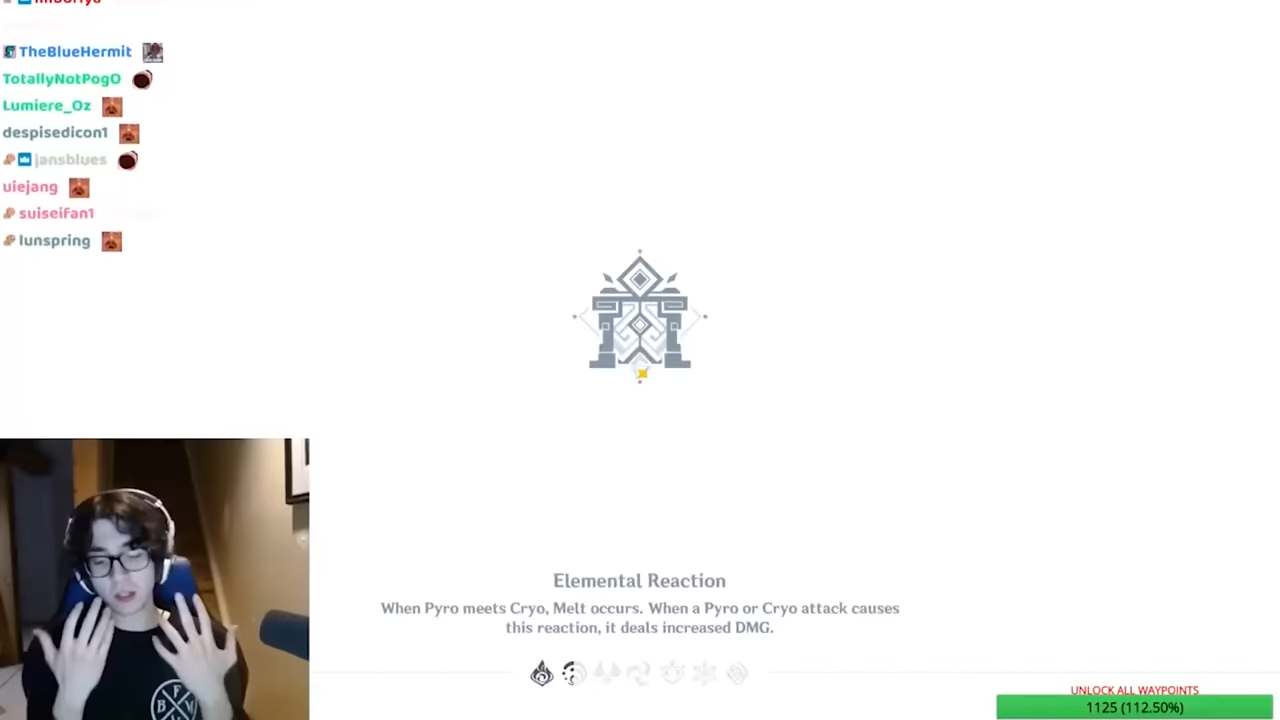 TheBlueHermit
TotallyNotPogO
Lumiere_Oz
despisedicon1
jansblues
uiejang
suiseifan1
lunspring
Elemental Reaction
When Pyro meets Cryo, Melt occurs. When a Pyro or Cryo attack causes
this reaction, it deals increased DMG.
UNLOCK ALL WAYPOINTS
1125 (112.50%)
B F M